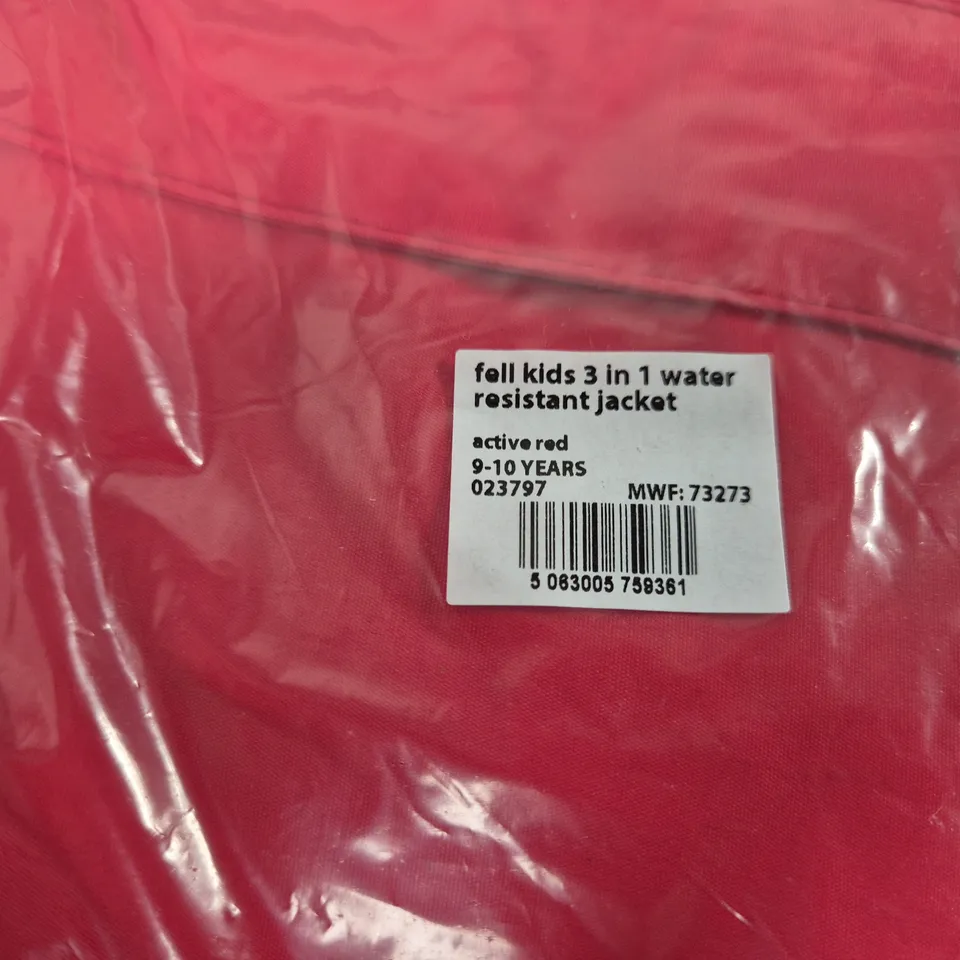 fell kids 3 in 1 water
resistant jacket
active red
9-10 YEARS
023797 MWF: 73273
5 063005 759361